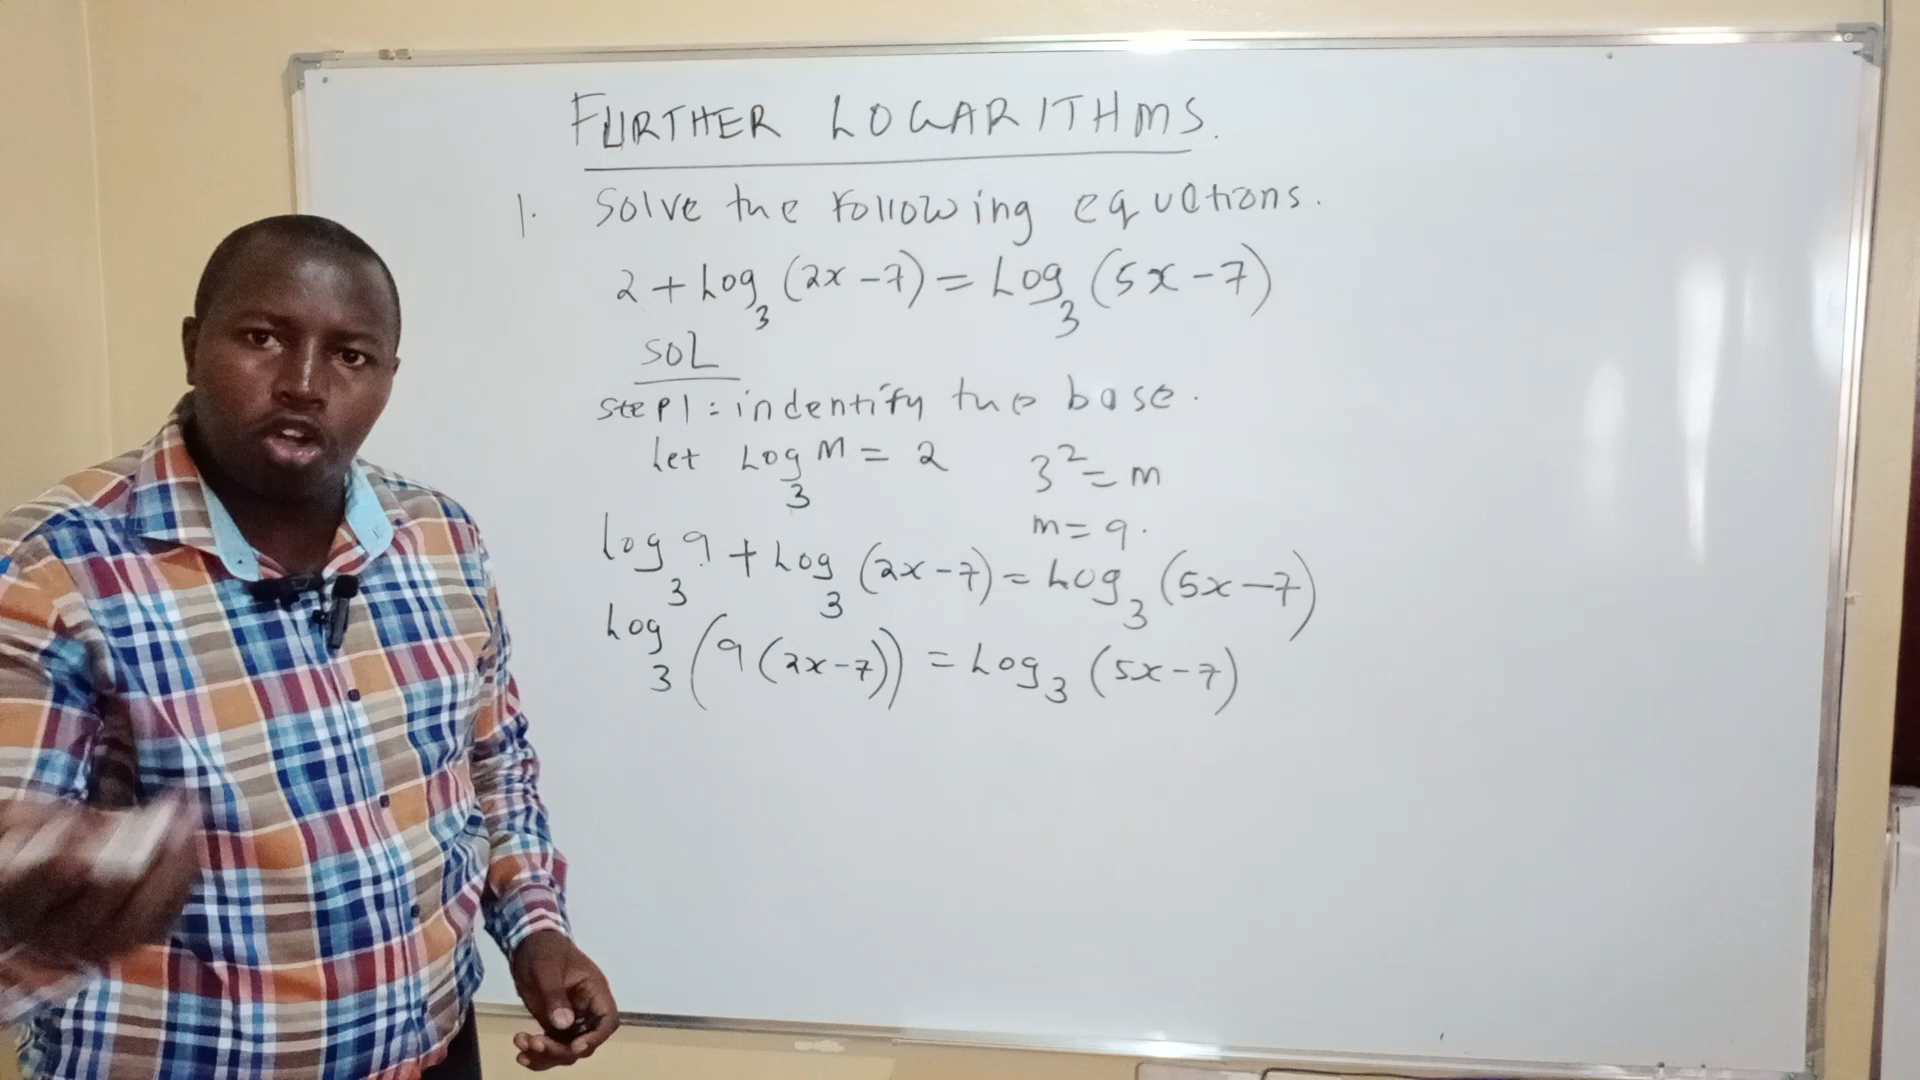 FURTHER LOGARITHMS.
1. Solve the following equations.
2 + Log₃ (2x - 7) = Log₃ (5x - 7)
SOL
Step 1 : indentify the base.
Let Log₃ M = 2   3² = m
m = 9.
log₃ 9 + Log₃ (2x - 7) = Log₃ (5x - 7)
Log₃ (9 (2x - 7)) = Log₃ (5x - 7)